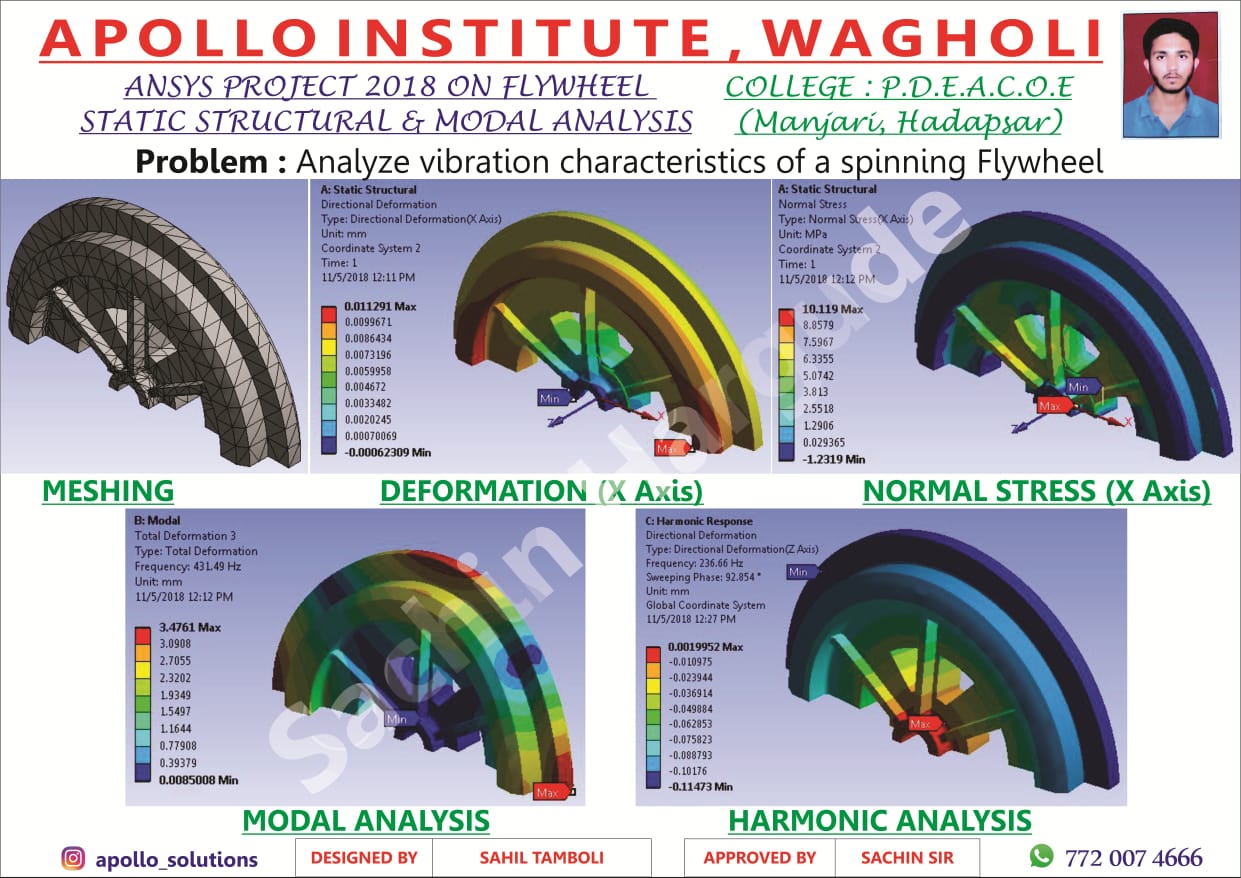 APOLLO INSTITUTE, WAGHOLI
ANSYS PROJECT 2018 ON FLYWHEEL
STATIC STRUCTURAL & MODAL ANALYSIS
COLLEGE : P.D.E.A.C.O.E
(Manjari, Hadapsar)
Problem : Analyze vibration characteristics of a spinning Flywheel
A: Static Structural
Directional Deformation
Type: Directional Deformation(X Axis)
Unit: mm
Coordinate System 2
Time: 1
11/5/2018 12:11 PM
0.011291 Max
0.0099671
0.0086434
0.0073196
0.0059958
0.004672
0.0033482
0.0020245
0.00070069
-0.00062309 Min
Min
Z
X
Max
A: Static Structural
Normal Stress
Type: Normal Stress(X Axis)
Unit: MPa
Coordinate System 2
Time: 1
11/5/2018 12:12 PM
10.119 Max
8.8579
7.5967
6.3355
5.0742
3.813
2.5518
1.2906
0.029365
-1.2319 Min
Min
Max
Z
X
MESHING
DEFORMATION (X Axis)
NORMAL STRESS (X Axis)
B: Modal
Total Deformation 3
Type: Total Deformation
Frequency: 431.49 Hz
Unit: mm
11/5/2018 12:12 PM
3.4761 Max
3.0908
2.7055
2.3202
1.9349
1.5497
1.1644
0.77908
0.39379
0.0085008 Min
Min
Max
C: Harmonic Response
Directional Deformation
Type: Directional Deformation(Z Axis)
Frequency: 236.66 Hz
Sweeping Phase: 92.854 °
Unit: mm
Global Coordinate System
11/5/2018 12:27 PM
0.0019952 Max
-0.010975
-0.023944
-0.036914
-0.049884
-0.062853
-0.075823
-0.088793
-0.10176
-0.11473 Min
Min
Max
MODAL ANALYSIS
HARMONIC ANALYSIS
apollo_solutions
DESIGNED BY
SAHIL TAMBOLI
APPROVED BY
SACHIN SIR
772 007 4666
Sachin Hargude